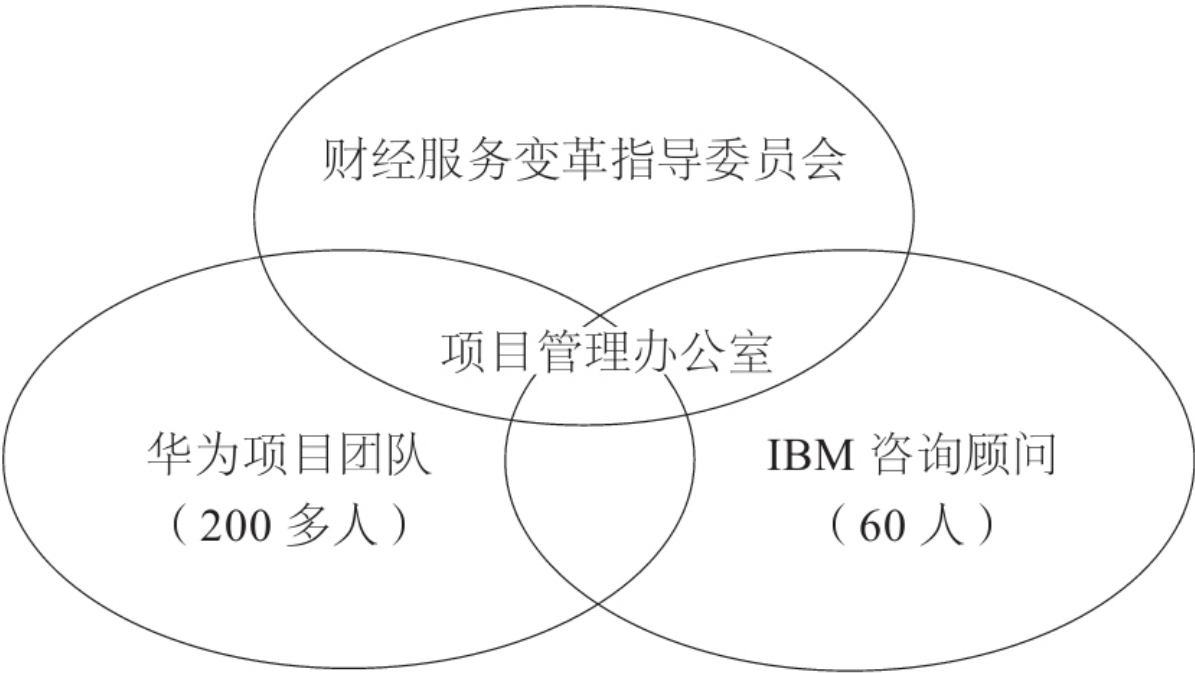 财经服务变革指导委员会
项目管理办公室
华为项目团队
（200 多人）
IBM 咨询顾问
（60 人）